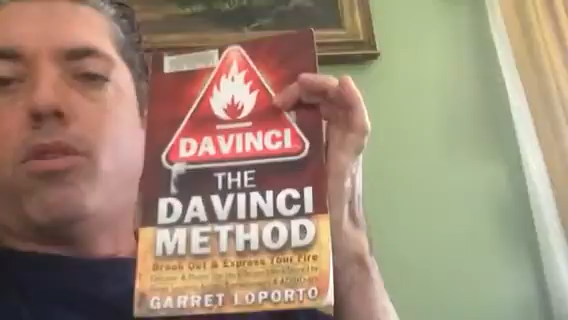 DAVINCI
THE
DAVINCI
METHOD
Break Out & Express Your Fire
GARRET LOPORTO